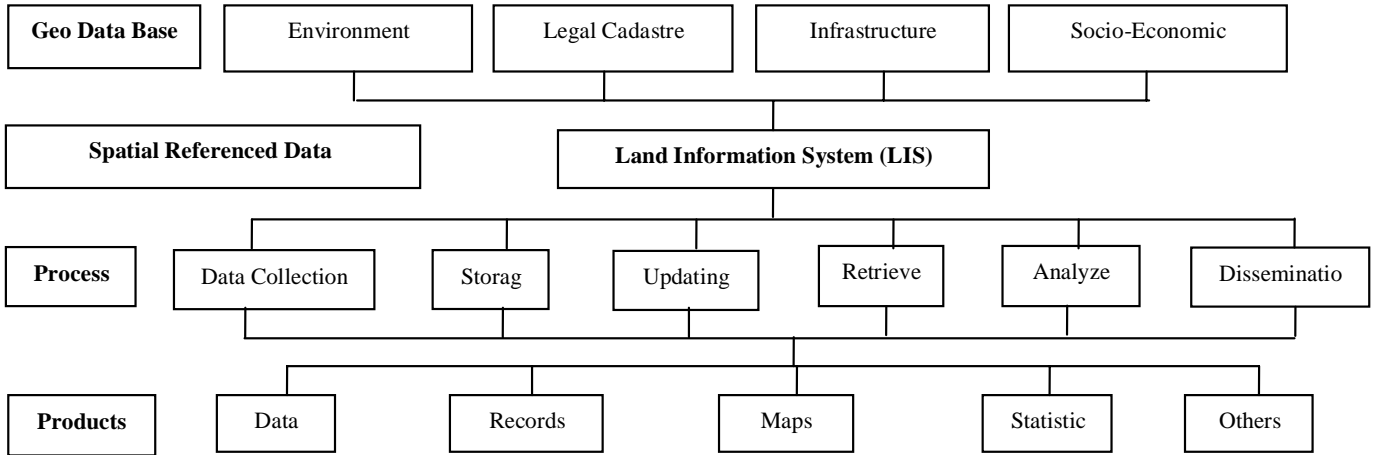 Geo Data Base
Environment
Legal Cadastre
Infrastructure
Socio-Economic
Spatial Referenced Data
Land Information System (LIS)
Process
Data Collection
Storag
Updating
Retrieve
Analyze
Disseminatio
Products
Data
Records
Maps
Statistic
Others